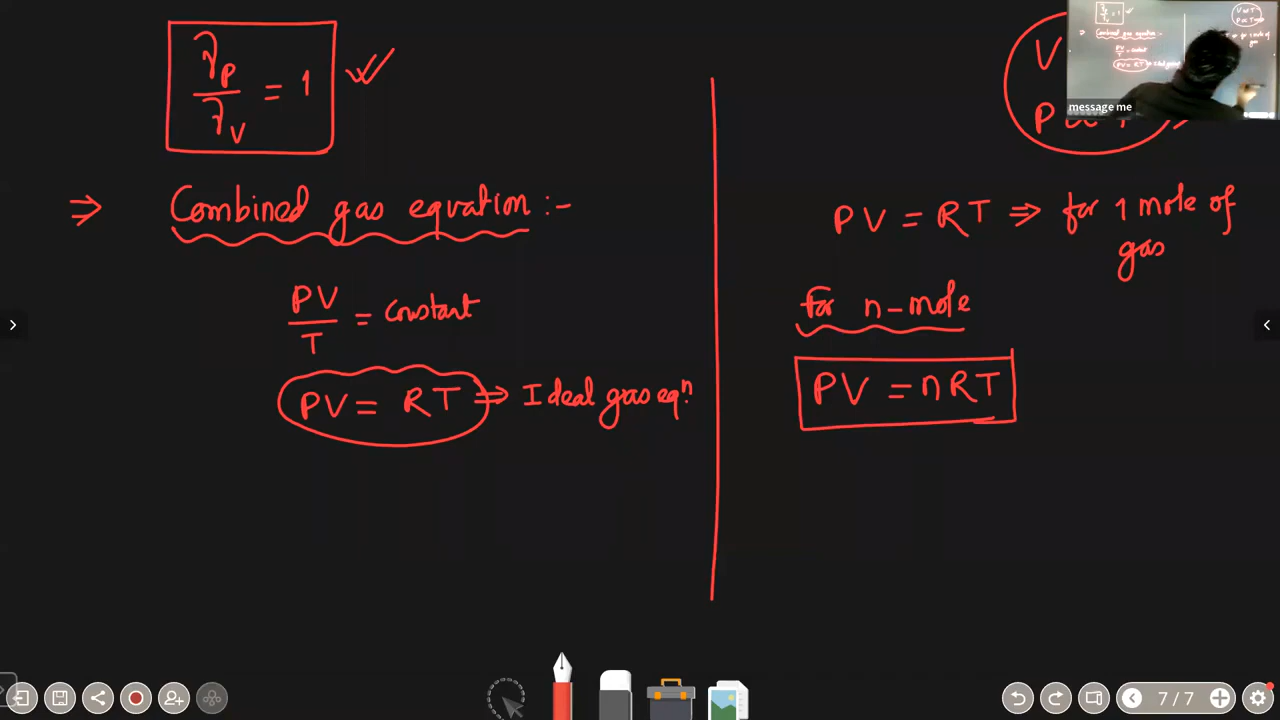 γP/γV = 1
⇒ Combined gas equation :-
PV/T = Constant
PV = RT ⇒ Ideal gas eqⁿ.
V
P ∝ T
PV = RT ⇒ for 1 mole of
gas
for n-mole
PV = nRT
message me
7/7